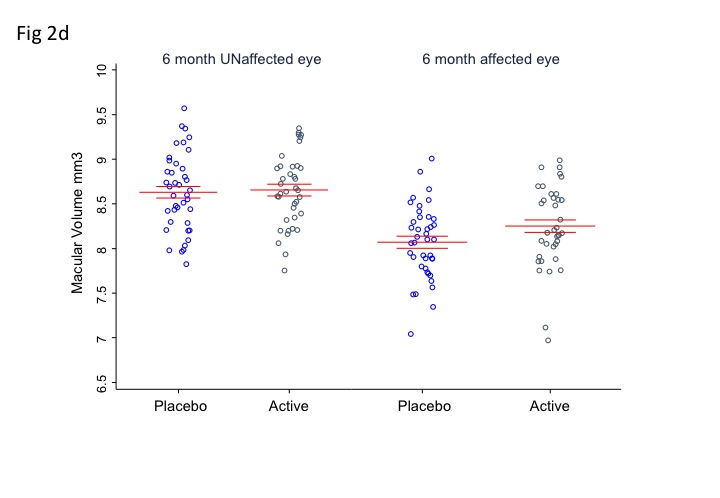 Fig 2d
6 month UNaffected eye
6 month affected eye
Macular Volume mm3
10
9.5
9
8.5
8
7.5
7
6.5
Placebo
Active
Placebo
Active